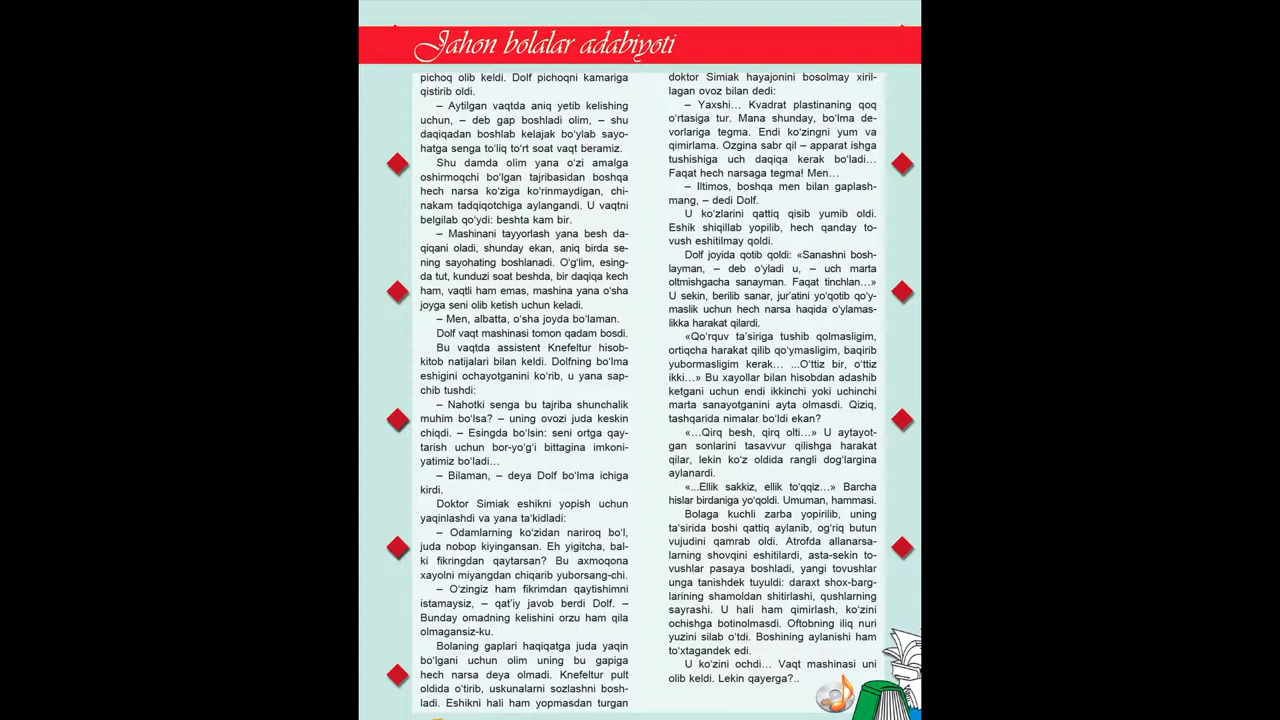 Jahon bolalar adabiyoti
pichoq olib keldi. Dolf pichoqni kamariga
qistirib oldi.
– Aytilgan vaqtda aniq yetib kelishing
uchun, – deb gap boshladi olim, – shu
daqiqadan boshlab kelajak bo‘ylab sayo-
hatga senga to‘liq to‘rt soat vaqt beramiz.
Shu damda olim yana o‘zi amalga
oshirmoqchi bo‘lgan tajribasidan boshqa
hech narsa ko‘ziga ko‘rinmaydigan, chi-
nakam tadqiqotchiga aylangandi. U vaqtni
belgilab qo‘ydi: beshta kam bir.
– Mashinani tayyorlash yana besh da-
qiqani oladi, shunday ekan, aniq birda se-
ning sayohating boshlanadi. O‘g‘lim, esing-
da tut, kunduzi soat beshda, bir daqiqa kech
ham, vaqtli ham emas, mashina yana o‘sha
joyga seni olib ketish uchun keladi.
– Men, albatta, o‘sha joyda bo‘laman.
Dolf vaqt mashinasi tomon qadam bosdi.
Bu vaqtda assistent Knefeltur hisob-
kitob natijalari bilan keldi. Dolfning bo‘lma
eshigini ochayotganini ko‘rib, u yana sap-
chib tushdi:
– Nahotki senga bu tajriba shunchalik
muhim bo‘lsa? – uning ovozi juda keskin
chiqdi. – Esingda bo‘lsin: seni ortga qay-
tarish uchun bor-yo‘g‘i bittagina imkoni-
yatimiz bo‘ladi…
– Bilaman, – deya Dolf bo‘lma ichiga
kirdi.
Doktor Simiak eshikni yopish uchun
yaqinlashdi va yana ta‘kidladi:
– Odamlarning ko‘zidan nariroq bo‘l,
juda nobop kiyingansan. Eh yigitcha, bal-
ki fikringdan qaytarsan? Bu axmoqona
xayolni miyangdan chiqarib yuborsang-chi.
– O‘zingiz ham fikrimdan qaytishimni
istamaysiz, – qat’iy javob berdi Dolf. –
Bunday omadning kelishini orzu ham qila
olmagansiz-ku.
Bolaning gaplari haqiqatga juda yaqin
bo‘lgani uchun olim uning bu gapiga
hech narsa deya olmadi. Knefeltur pult
oldida o‘tirib, uskunalarni sozlashni bosh-
ladi. Eshikni hali ham yopmasdan turgan
doktor Simiak hayajonini bosolmay xiril-
lagan ovoz bilan dedi:
– Yaxshi… Kvadrat plastinaning qoq
o‘rtasiga tur. Mana shunday, bo‘lma de-
vorlariga tegma. Endi ko‘zingni yum va
qimirlama. Ozgina sabr qil – apparat ishga
tushishiga uch daqiqa kerak bo‘ladi…
Faqat hech narsaga tegma! Men…
– Iltimos, boshqa men bilan gaplash-
mang, – dedi Dolf.
U ko‘zlarini qattiq qisib yumib oldi.
Eshik shiqillab yopilib, hech qanday to-
vush eshitilmay qoldi.
Dolf joyida qotib qoldi: «Sanashni bosh-
layman, – deb o‘yladi u, – uch marta
oltmishgacha sanayman. Faqat tinchlan…»
U sekin, berilib sanar, jur’atini yo‘qotib qo‘y-
maslik uchun hech narsa haqida o‘ylamas-
likka harakat qilardi.
«Qo‘rquv ta’siriga tushib qolmasligim,
ortiqcha harakat qilib qo‘ymasligim, baqirib
yubormasligim kerak… ...O‘ttiz bir, o‘ttiz
ikki…» Bu xayollar bilan hisobdan adashib
ketgani uchun endi ikkinchi yoki uchinchi
marta sanayotganini ayta olmasdi. Qiziq,
tashqarida nimalar bo‘ldi ekan?
«…Qirq besh, qirq olti…» U aytayot-
gan sonlarini tasavvur qilishga harakat
qilar, lekin ko‘z oldida rangli dog‘largina
aylanardi.
«...Ellik sakkiz, ellik to‘qqiz…» Barcha
hislar birdaniga yo‘qoldi. Umuman, hammasi.
Bolaga kuchli zarba yopirilib, uning
ta’sirida boshi qattiq aylanib, og‘riq butun
vujudini qamrab oldi. Atrofda allanarsa-
larning shovqini eshitilardi, asta-sekin to-
vushlar pasaya boshladi, yangi tovushlar
unga tanishdek tuyuldi: daraxt shox-barg-
larining shamoldan shitirlashi, qushlarning
sayrashi. U hali ham qimirlash, ko‘zini
ochishga botinolmasdi. Oftobning iliq nuri
yuzini silab o‘tdi. Boshining aylanishi ham
to‘xtagandek edi.
U ko‘zini ochdi… Vaqt mashinasi uni
olib keldi. Lekin qayerga?..